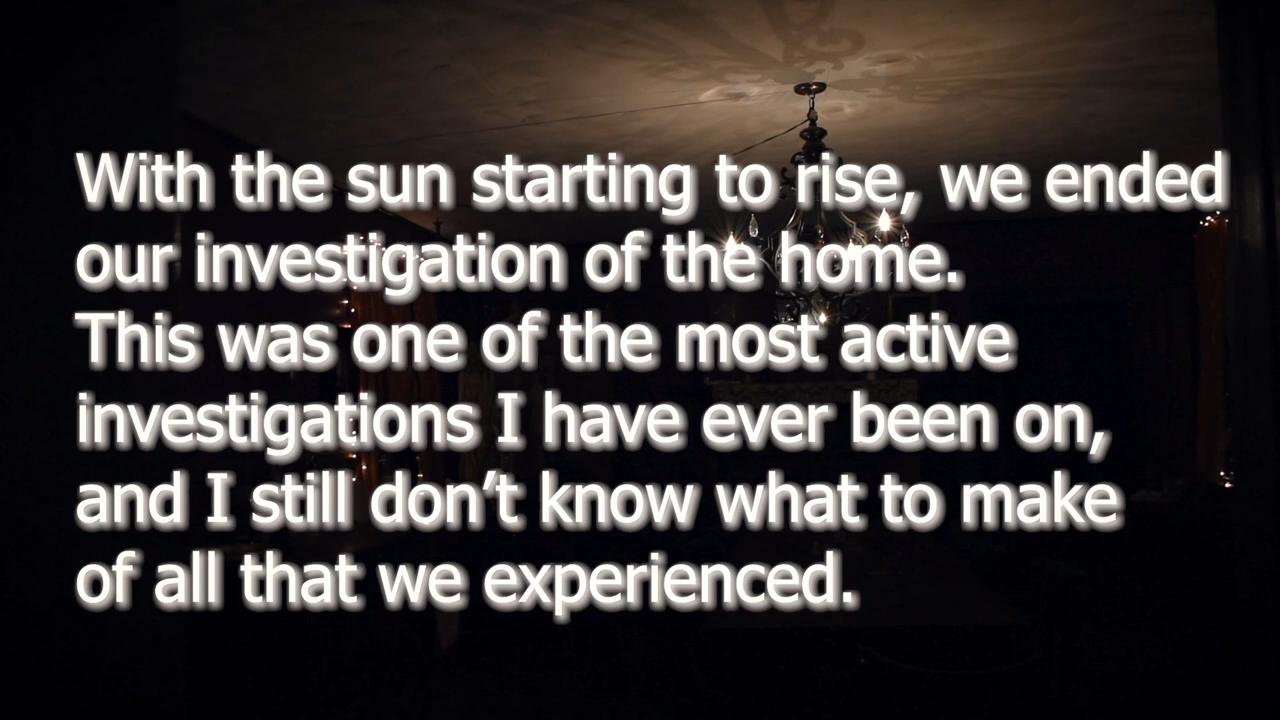 With the sun starting to rise, we ended
our investigation of the home.
This was one of the most active
investigations I have ever been on,
and I still don’t know what to make
of all that we experienced.